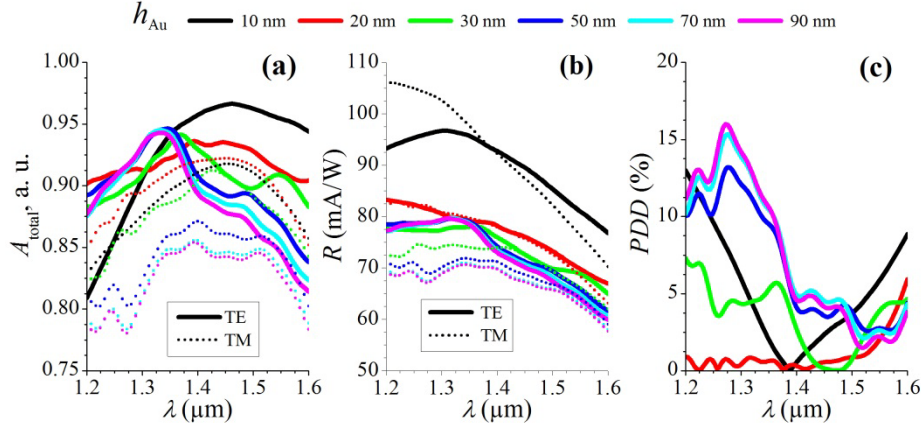 h_Au 10 nm 20 nm 30 nm 50 nm 70 nm 90 nm
(a)
A_total, a. u.
1.00
0.95
0.90
0.85
0.80
0.75
TE
TM
1.2 1.3 1.4 1.5 1.6
λ (μm)
(b)
R (mA/W)
110
100
90
80
70
60
50
TE
TM
1.2 1.3 1.4 1.5 1.6
λ (μm)
(c)
PDD (%)
20
15
10
5
0
1.2 1.3 1.4 1.5 1.6
λ (μm)